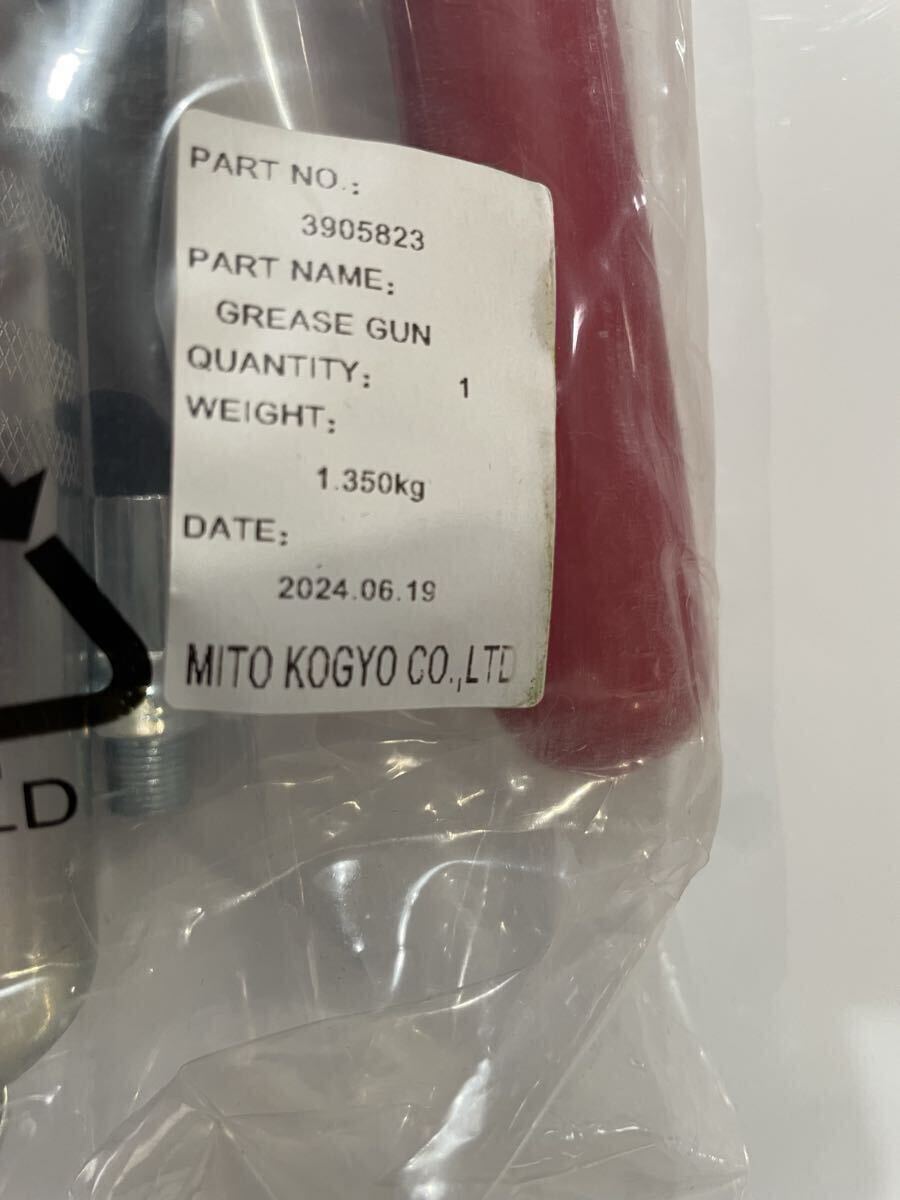 PART NO.:
3905823
PART NAME:
GREASE GUN
QUANTITY: 1
WEIGHT:
1.350kg
DATE:
2024.06.19
MITO KOGYO CO.,LTD